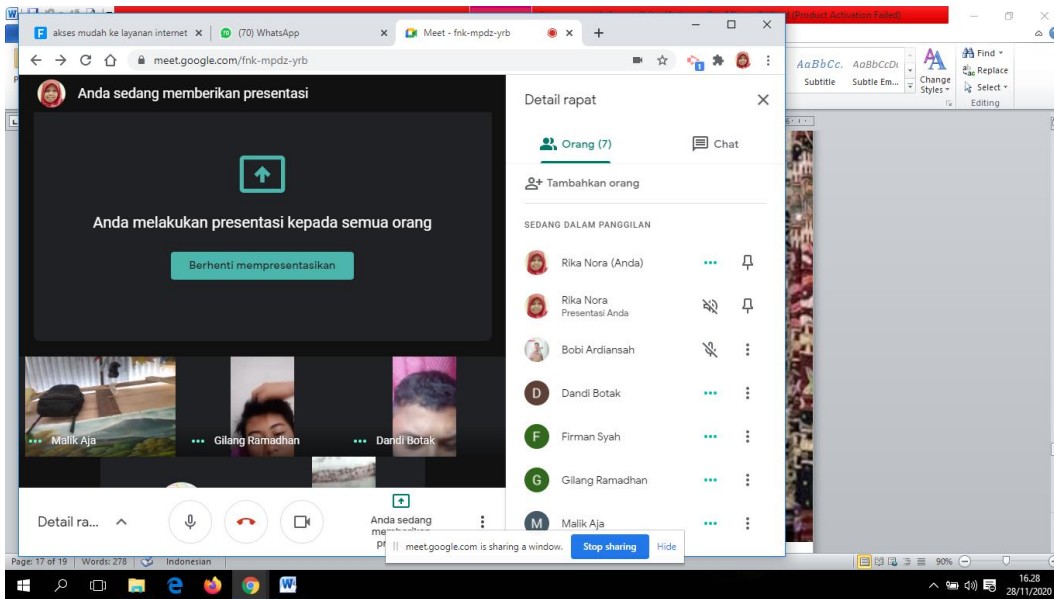 (Product Activation Failed)
akses mudah ke layanan internet
(70) WhatsApp
Meet - fnk-mpdz-yrb
meet.google.com/fnk-mpdz-yrb
Anda sedang memberikan presentasi
Anda melakukan presentasi kepada semua orang
Berhenti mempresentasikan
Malik Aja
Gilang Ramadhan
Dandi Botak
Detail ra...
Anda sedang
Detail rapat
Orang (7)
Chat
Tambahkan orang
SEDANG DALAM PANGGILAN
Rika Nora (Anda)
Rika Nora
Presentasi Anda
Bobi Ardiansah
D Dandi Botak
F Firman Syah
G Gilang Ramadhan
M Malik Aja
meet.google.com is sharing a window.
Stop sharing
Hide
AaBbCc. AaBbCcDt
Subtitle Subtle Em...
Change
Styles
Find
Replace
Select
Editing
Page: 17 of 19 Words: 278 Indonesian
90%
16.28
28/11/2020